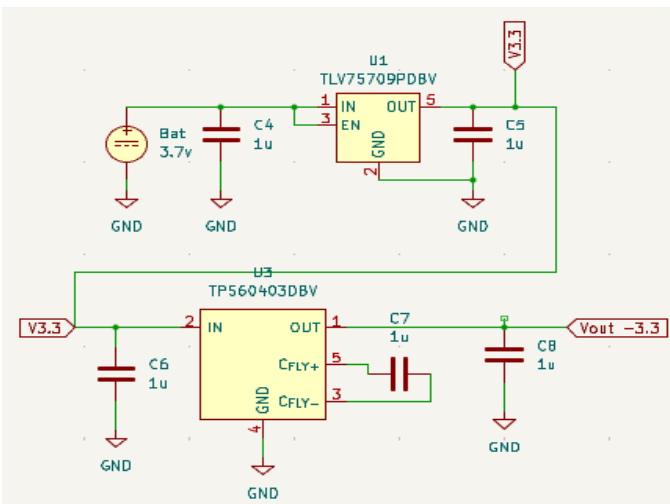 V3.3
U1
TLV75709PDBV
1 IN OUT 5
3 EN
GND
2
Bat
3.7v
C4
1u
C5
1u
GND
GND
GND
U3
TPS60403DBV
V3.3
2 IN OUT 1
CFLY+ 5
CFLY- 3
GND
4
C6
1u
C7
1u
C8
1u
Vout -3.3
GND
GND
GND